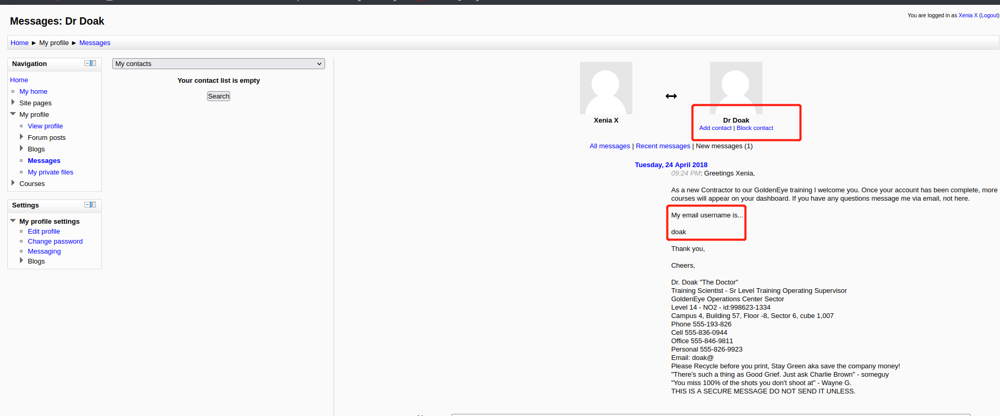 Messages: Dr Doak
You are logged in as Xenia X (Logout)
Home ► My profile ► Messages
Navigation
Home
My home
Site pages
My profile
View profile
Forum posts
Blogs
Messages
My private files
Courses
Settings
My profile settings
Edit profile
Change password
Messaging
Blogs
My contacts
Your contact list is empty
Search
Xenia X
Dr Doak
Add contact | Block contact
All messages | Recent messages | New messages (1)
Tuesday, 24 April 2018
09:24 PM: Greetings Xenia,
As a new Contractor to our GoldenEye training I welcome you. Once your account has been complete, more
courses will appear on your dashboard. If you have any questions message me via email, not here.
My email username is...
doak
Thank you,
Cheers,
Dr. Doak "The Doctor"
Training Scientist - Sr Level Training Operating Supervisor
GoldenEye Operations Center Sector
Level 14 - NO2 - id:998623-1334
Campus 4, Building 57, Floor -8, Sector 6, cube 1,007
Phone 555-193-826
Cell 555-836-0944
Office 555-846-9811
Personal 555-826-9923
Email: doak@
Please Recycle before you print, Stay Green aka save the company money!
"There's such a thing as Good Grief. Just ask Charlie Brown" - someguy
"You miss 100% of the shots you don't shoot at" - Wayne G.
THIS IS A SECURE MESSAGE DO NOT SEND IT UNLESS.